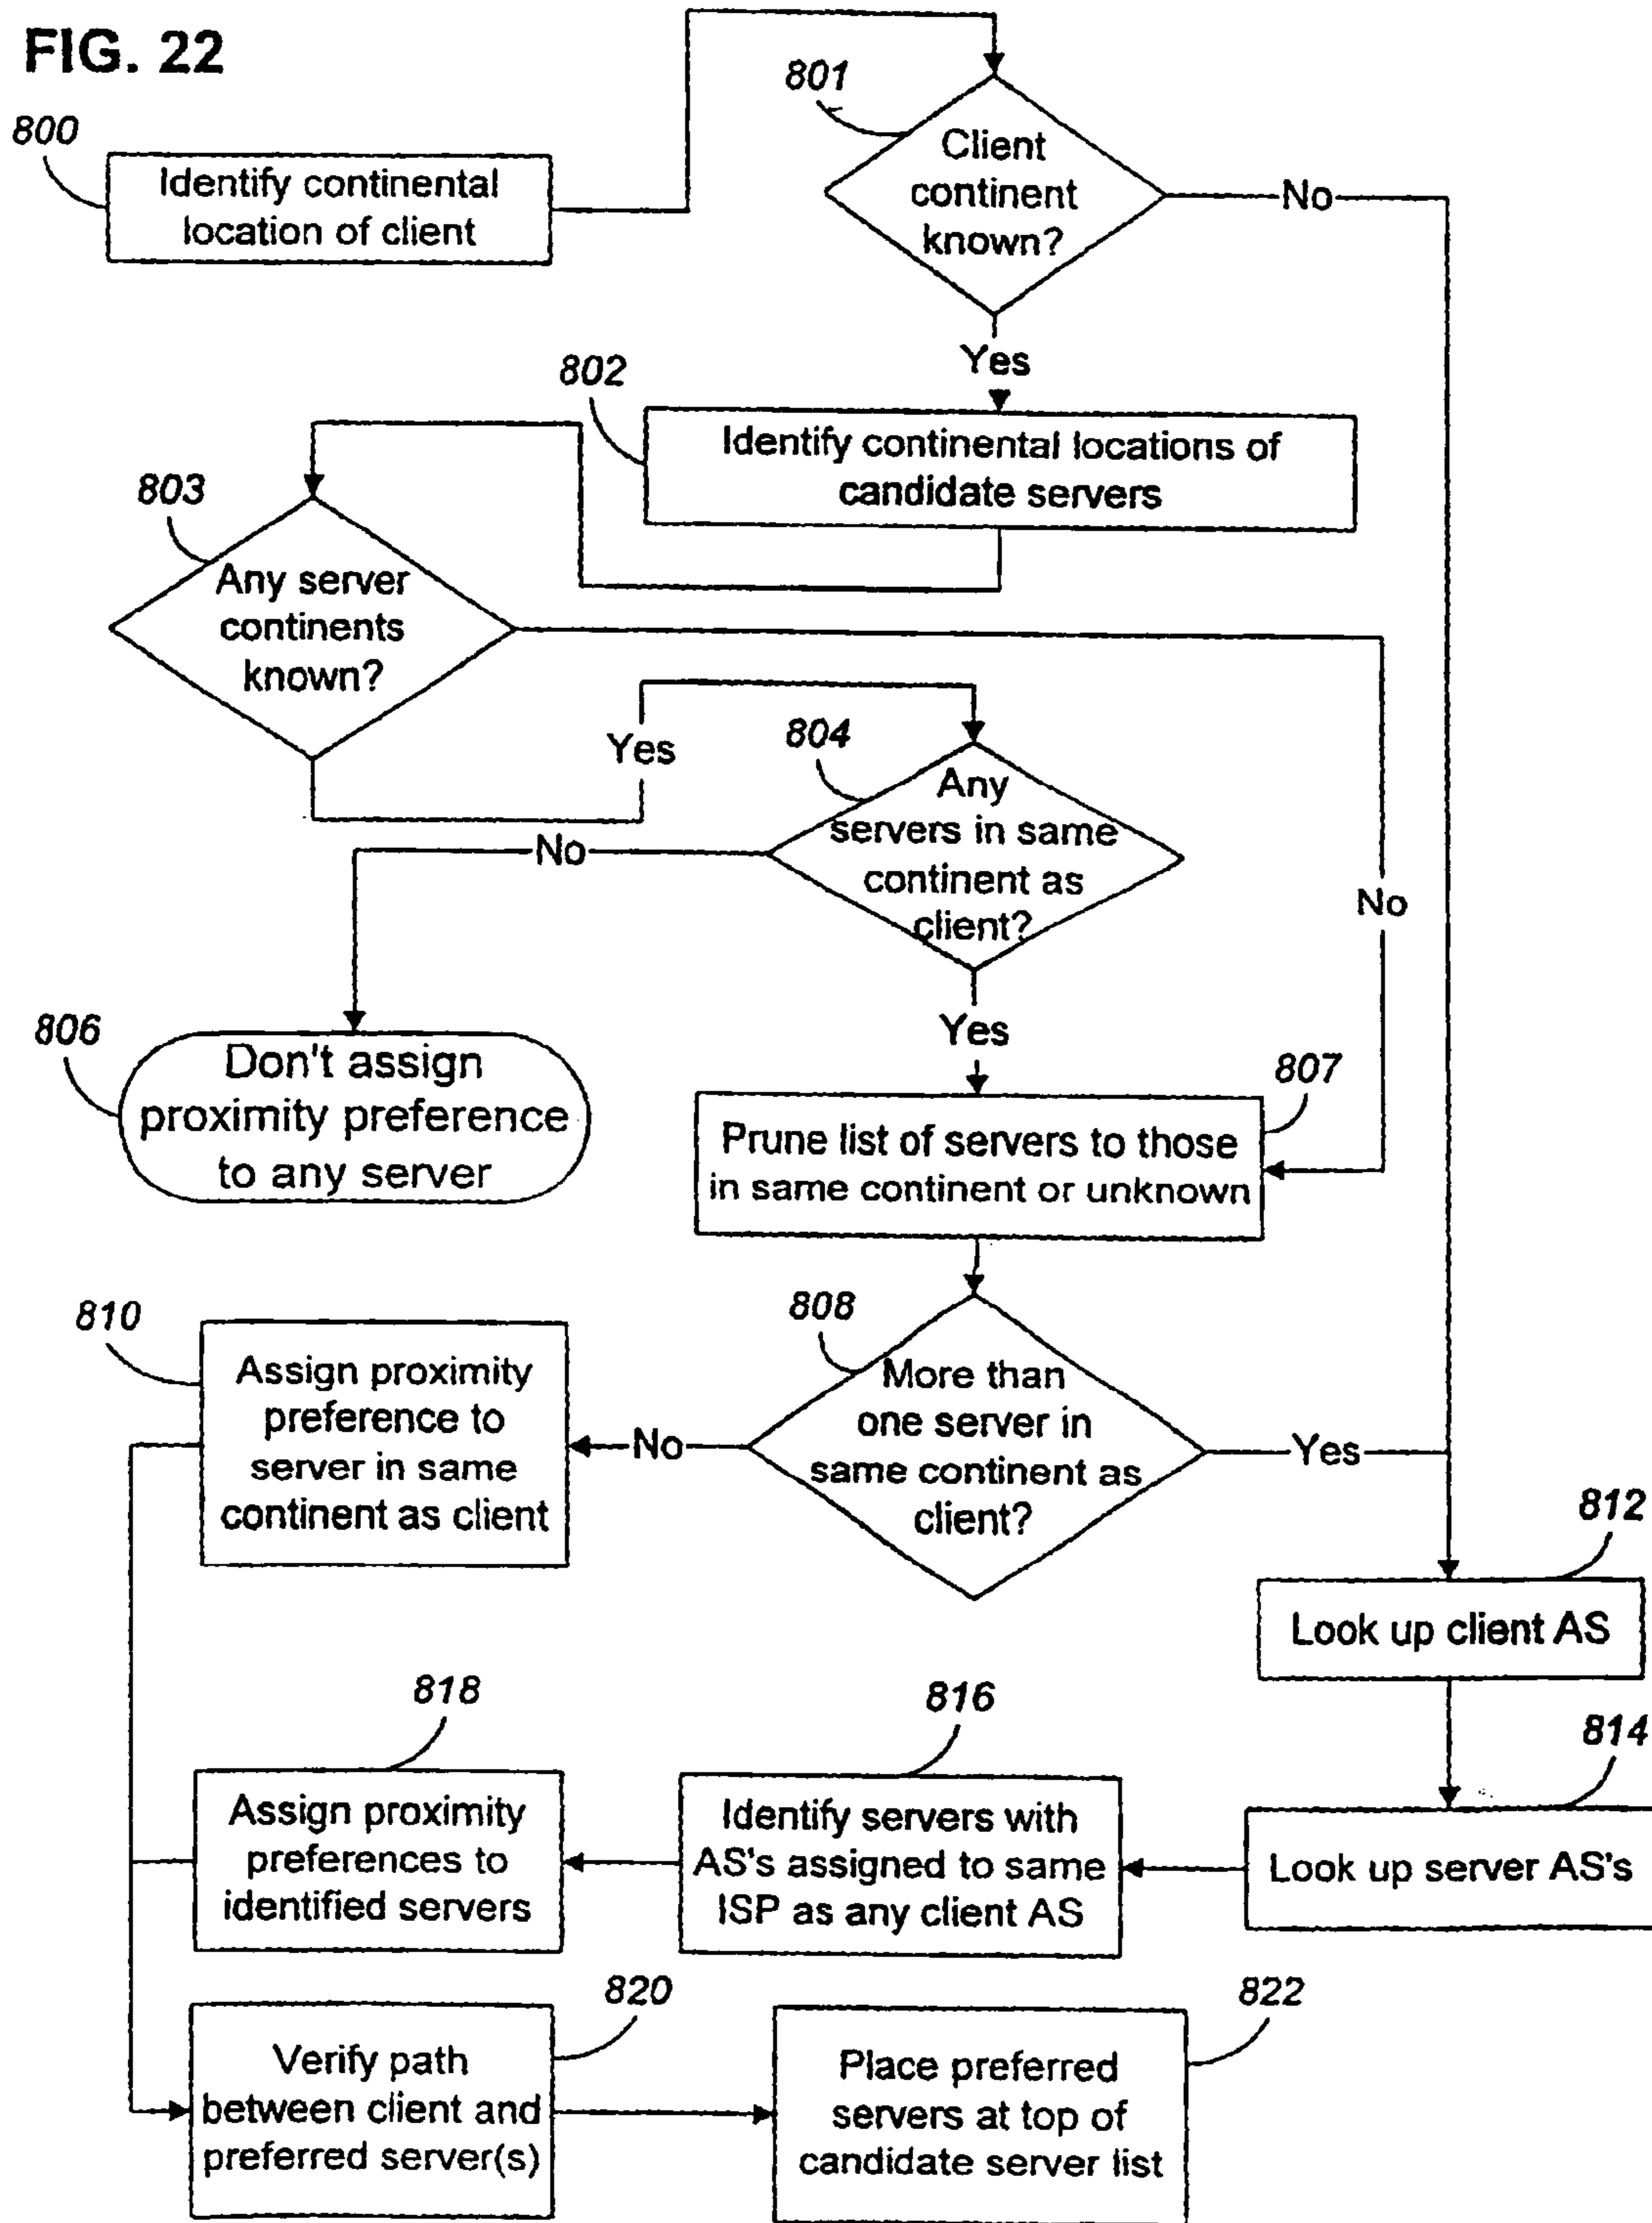 FIG. 22
800
Identify continental
location of client
801
Client
continent
known?
No
Yes
802
Identify continental locations of
candidate servers
803
Any server
continents
known?
Yes
No
804
Any
servers in same
continent as
client?
No
Yes
806
Don't assign
proximity preference
to any server
807
Prune list of servers to those
in same continent or unknown
808
More than
one server in
same continent as
client?
No
Yes
810
Assign proximity
preference to
server in same
continent as client
812
Look up client AS
814
Look up server AS's
816
Identify servers with
AS's assigned to same
ISP as any client AS
818
Assign proximity
preferences to
identified servers
820
Verify path
between client and
preferred server(s)
822
Place preferred
servers at top of
candidate server list